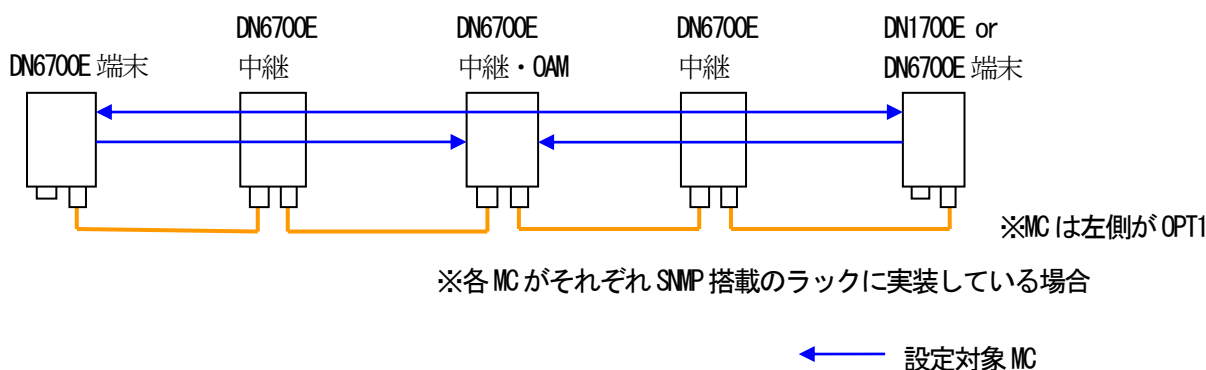 DN6700E 端末
DN6700E
中継
DN6700E
中継・OAM
DN6700E
中継
DN1700E or
DN6700E 端末
※MC は左側が OPT1
※各 MC がそれぞれ SNMP 搭載のラックに実装している場合
設定対象 MC